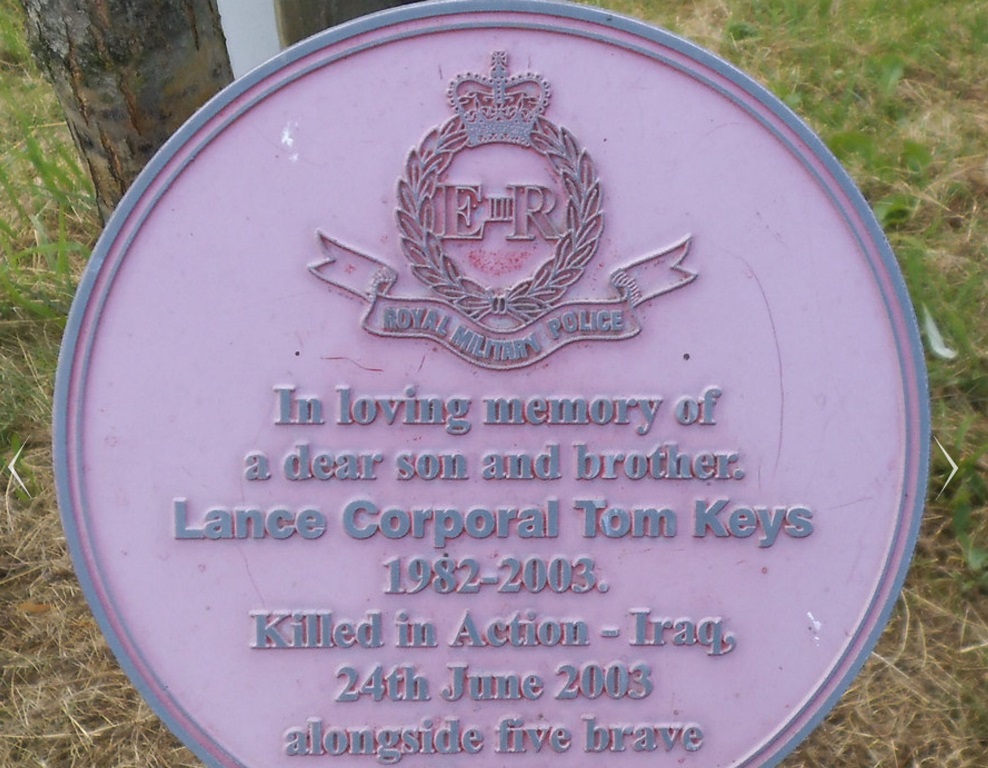 E III R
ROYAL MILITARY POLICE
In loving memory of
a dear son and brother.
Lance Corporal Tom Keys
1982-2003.
Killed in Action - Iraq,
24th June 2003
alongside five brave